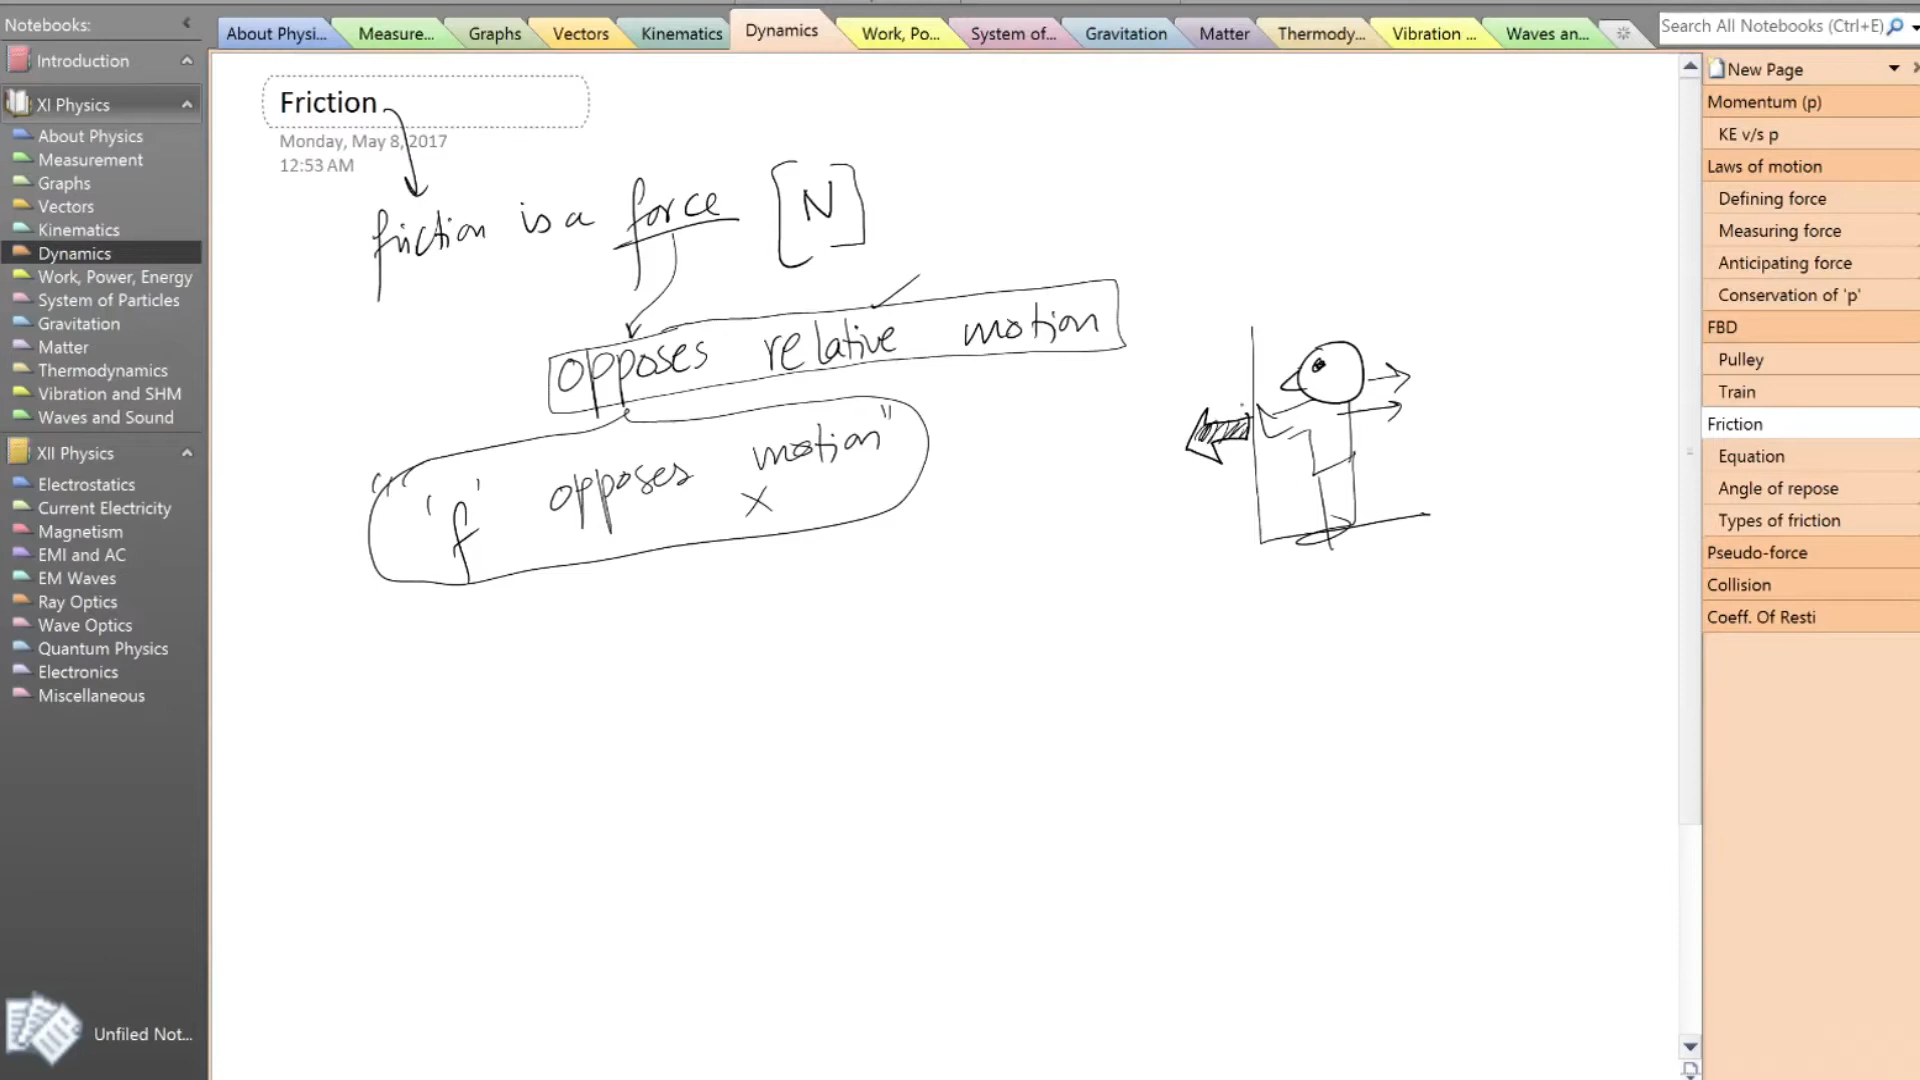 Notebooks:
Introduction
XI Physics
About Physics
Measurement
Graphs
Vectors
Kinematics
Dynamics
Work, Power, Energy
System of Particles
Gravitation
Matter
Thermodynamics
Vibration and SHM
Waves and Sound
XII Physics
Electrostatics
Current Electricity
Magnetism
EMI and AC
EM Waves
Ray Optics
Wave Optics
Quantum Physics
Electronics
Miscellaneous
Unfiled Not...
About Physi... Measure... Graphs Vectors Kinematics Dynamics Work, Po... System of... Gravitation Matter Thermody... Vibration ... Waves an...
Search All Notebooks (Ctrl+E)
Friction
Monday, May 8, 2017
12:53 AM
friction is a force [N]
opposes relative motion
" 'f' opposes motion"
New Page
Momentum (p)
KE v/s p
Laws of motion
Defining force
Measuring force
Anticipating force
Conservation of 'p'
FBD
Pulley
Train
Friction
Equation
Angle of repose
Types of friction
Pseudo-force
Collision
Coeff. Of Resti